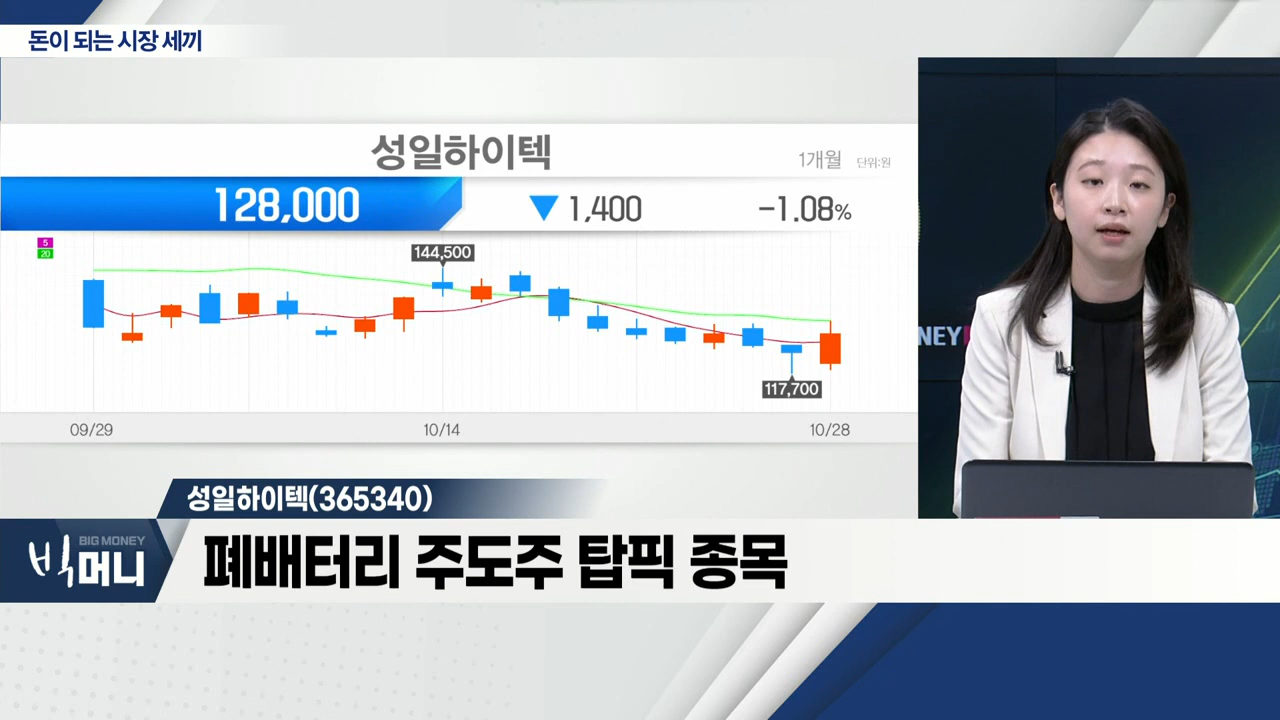 돈이 되는 시장 세끼
성일하이텍
1개월 단위:원
128,000 ▼ 1,400 -1.08%
5
20
144,500
117,700
09/29 10/14 10/28
NEY
성일하이텍(365340)
BIG MONEY
빅머니
폐배터리 주도주 탑픽 종목